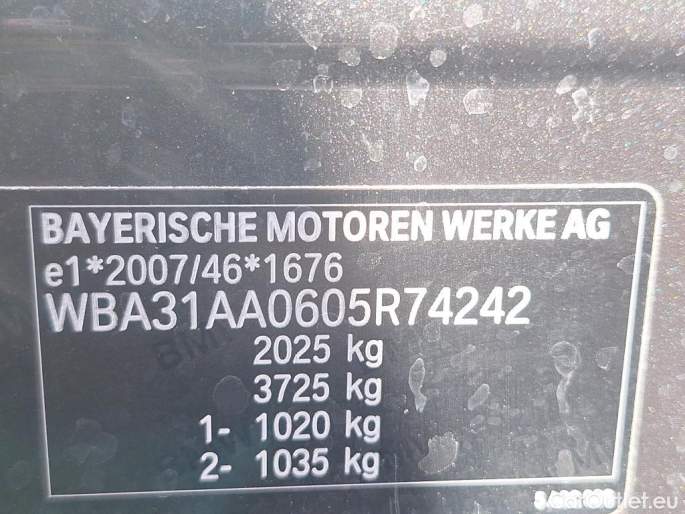 BAYERISCHE MOTOREN WERKE AG
e1*2007/46*1676
WBA31AA0605R74242
2025 kg
3725 kg
1- 1020 kg
2- 1035 kg